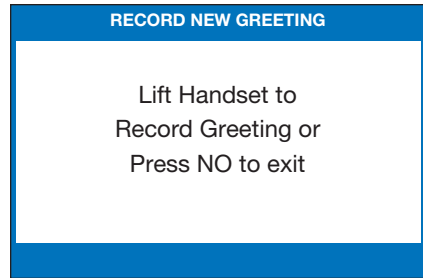 RECORD NEW GREETING
Lift Handset to
Record Greeting or
Press NO to exit